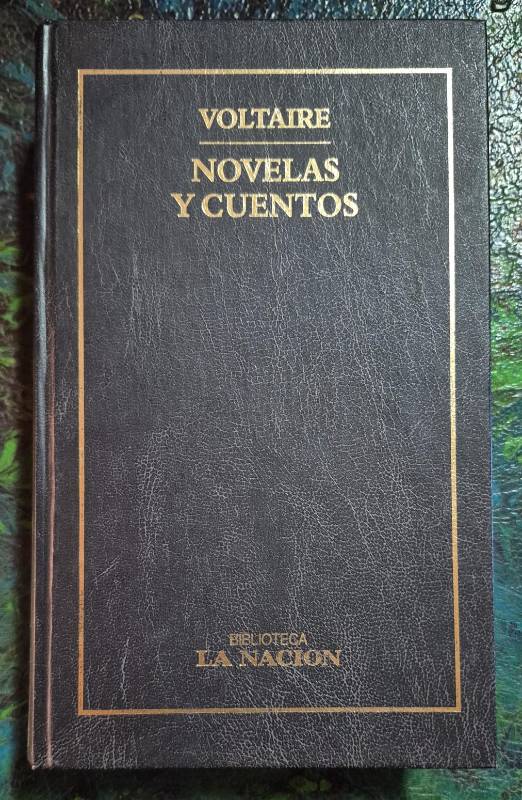 VOLTAIRE
NOVELAS
Y CUENTOS
BIBLIOTECA
LA NACION